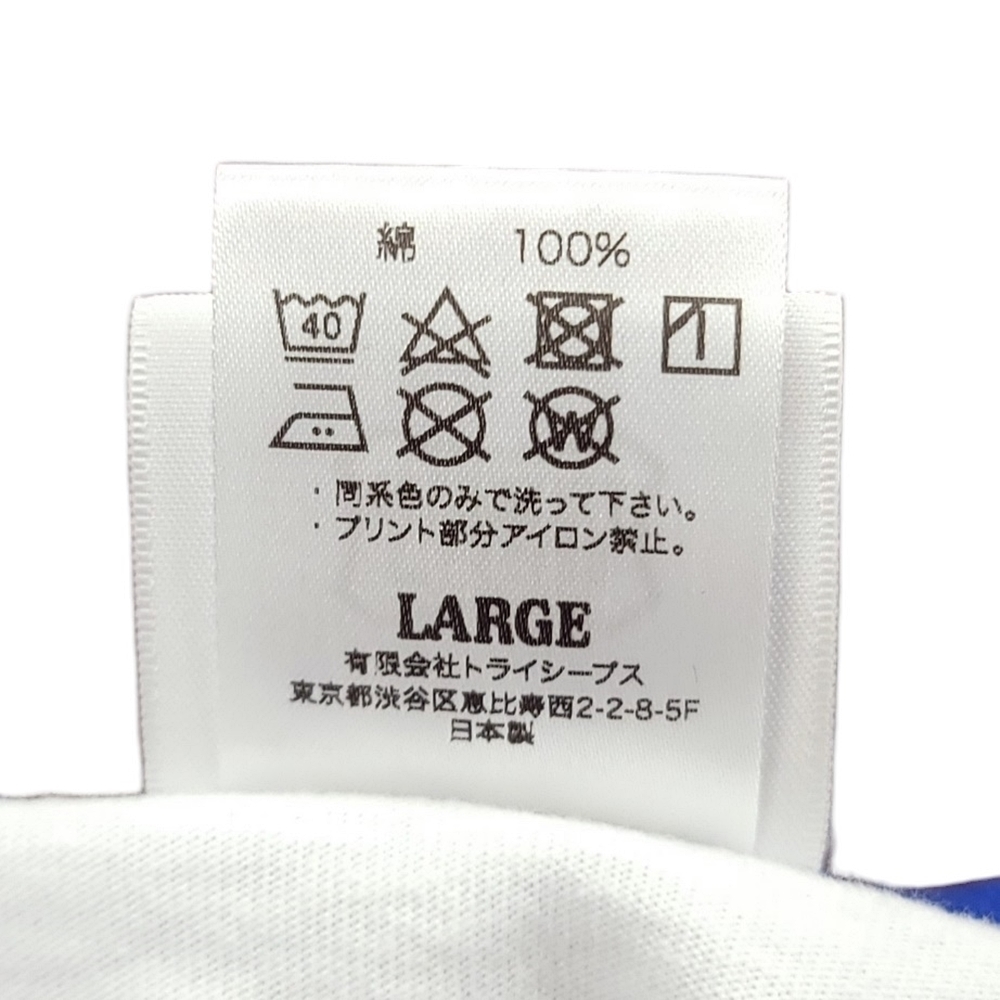 綿 100%
40
W
・同系色のみで洗って下さい。
・プリント部分アイロン禁止。
LARGE
有限会社トライシープス
東京都渋谷区恵比寿西2-2-8-5F
日本製